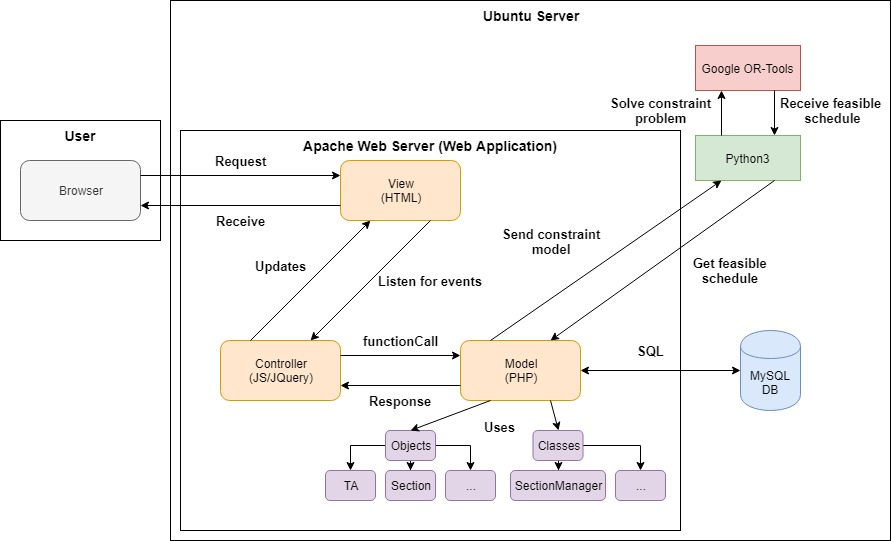 Ubuntu Server
Google OR-Tools
Solve constraint
problem
Receive feasible
schedule
User
Apache Web Server (Web Application)
Python3
Request
Browser
View
(HTML)
Receive
Send constraint
model
Updates
Listen for events
Get feasible
schedule
functionCall
Controller
(JS/JQuery)
Model
(PHP)
SQL
MySQL
DB
Response
Uses
Objects
Classes
TA
Section
...
SectionManager
...